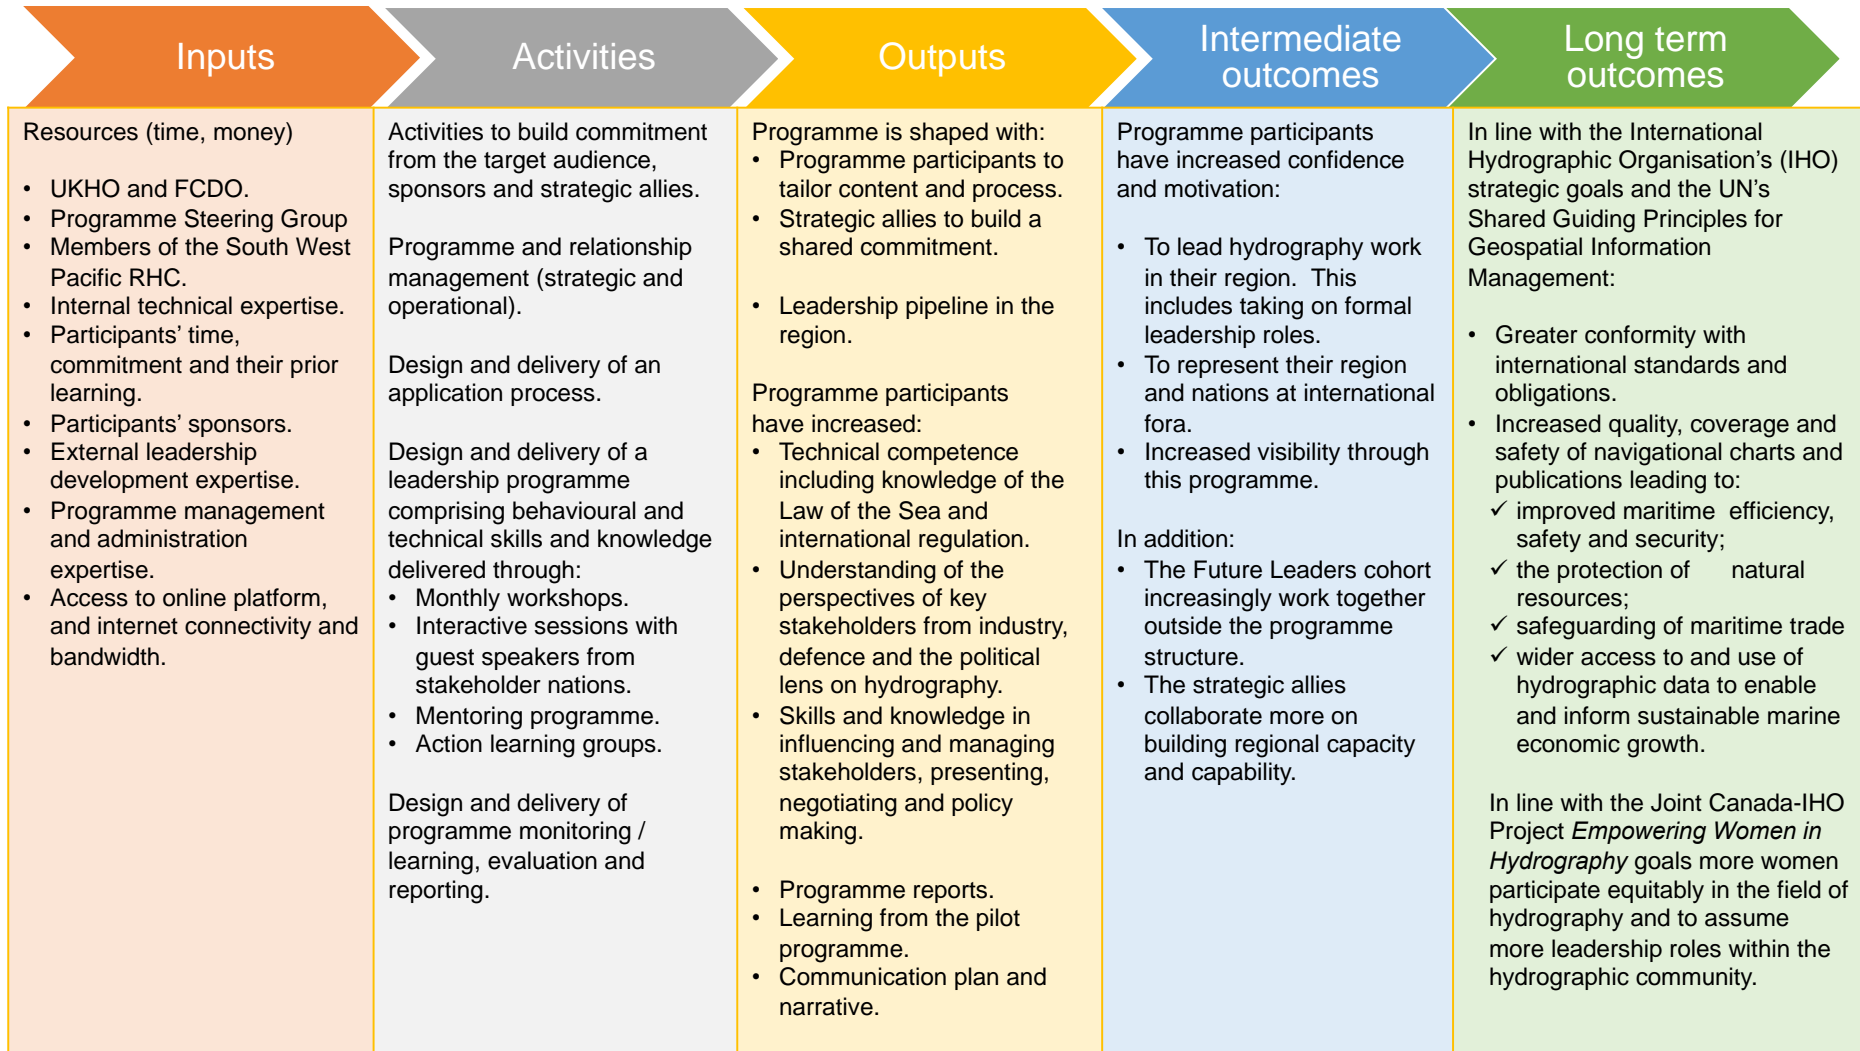 Inputs
Activities
Outputs
Intermediate
outcomes
Long term
outcomes
Resources (time, money)
• UKHO and FCDO.
• Programme Steering Group
• Members of the South West
Pacific RHC.
• Internal technical expertise.
• Participants’ time,
commitment and their prior
learning.
• Participants’ sponsors.
• External leadership
development expertise.
• Programme management
and administration
expertise.
• Access to online platform,
and internet connectivity and
bandwidth.
Activities to build commitment
from the target audience,
sponsors and strategic allies.
Programme and relationship
management (strategic and
operational).
Design and delivery of an
application process.
Design and delivery of a
leadership programme
comprising behavioural and
technical skills and knowledge
delivered through:
• Monthly workshops.
• Interactive sessions with
guest speakers from
stakeholder nations.
• Mentoring programme.
• Action learning groups.
Design and delivery of
programme monitoring /
learning, evaluation and
reporting.
Programme is shaped with:
• Programme participants to
tailor content and process.
• Strategic allies to build a
shared commitment.
• Leadership pipeline in the
region.
Programme participants
have increased:
• Technical competence
including knowledge of the
Law of the Sea and
international regulation.
• Understanding of the
perspectives of key
stakeholders from industry,
defence and the political
lens on hydrography.
• Skills and knowledge in
influencing and managing
stakeholders, presenting,
negotiating and policy
making.
• Programme reports.
• Learning from the pilot
programme.
• Communication plan and
narrative.
Programme participants
have increased confidence
and motivation:
• To lead hydrography work
in their region. This
includes taking on formal
leadership roles.
• To represent their region
and nations at international
fora.
• Increased visibility through
this programme.
In addition:
• The Future Leaders cohort
increasingly work together
outside the programme
structure.
• The strategic allies
collaborate more on
building regional capacity
and capability.
In line with the International
Hydrographic Organisation’s (IHO)
strategic goals and the UN’s
Shared Guiding Principles for
Geospatial Information
Management:
• Greater conformity with
international standards and
obligations.
• Increased quality, coverage and
safety of navigational charts and
publications leading to:
✓ improved maritime efficiency,
safety and security;
✓ the protection of natural
resources;
✓ safeguarding of maritime trade
✓ wider access to and use of
hydrographic data to enable
and inform sustainable marine
economic growth.
In line with the Joint Canada-IHO
Project Empowering Women in
Hydrography goals more women
participate equitably in the field of
hydrography and to assume
more leadership roles within the
hydrographic community.